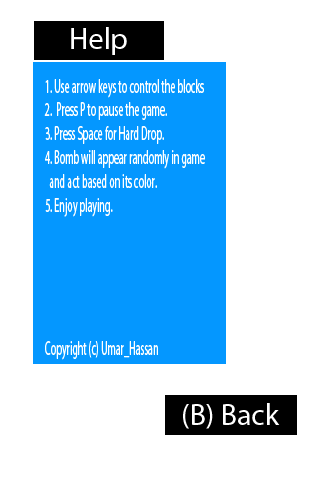 Help
1. Use arrow keys to control the blocks
2. Press P to pause the game.
3. Press Space for Hard Drop.
4. Bomb will appear randomly in game
and act based on its color.
5. Enjoy playing.
Copyright (c) Umar_Hassan
(B) Back